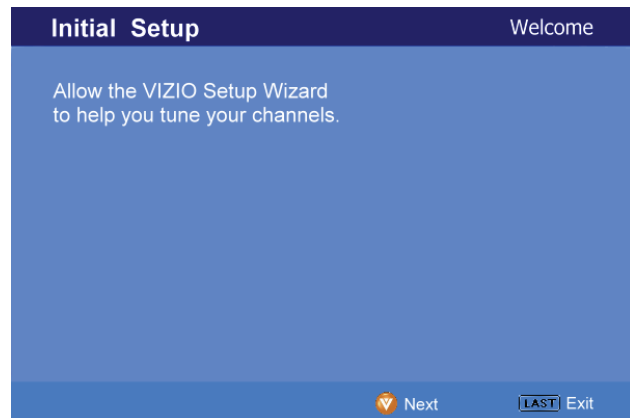 Initial Setup
Welcome
Allow the VIZIO Setup Wizard
to help you tune your channels.
V Next
LAST Exit